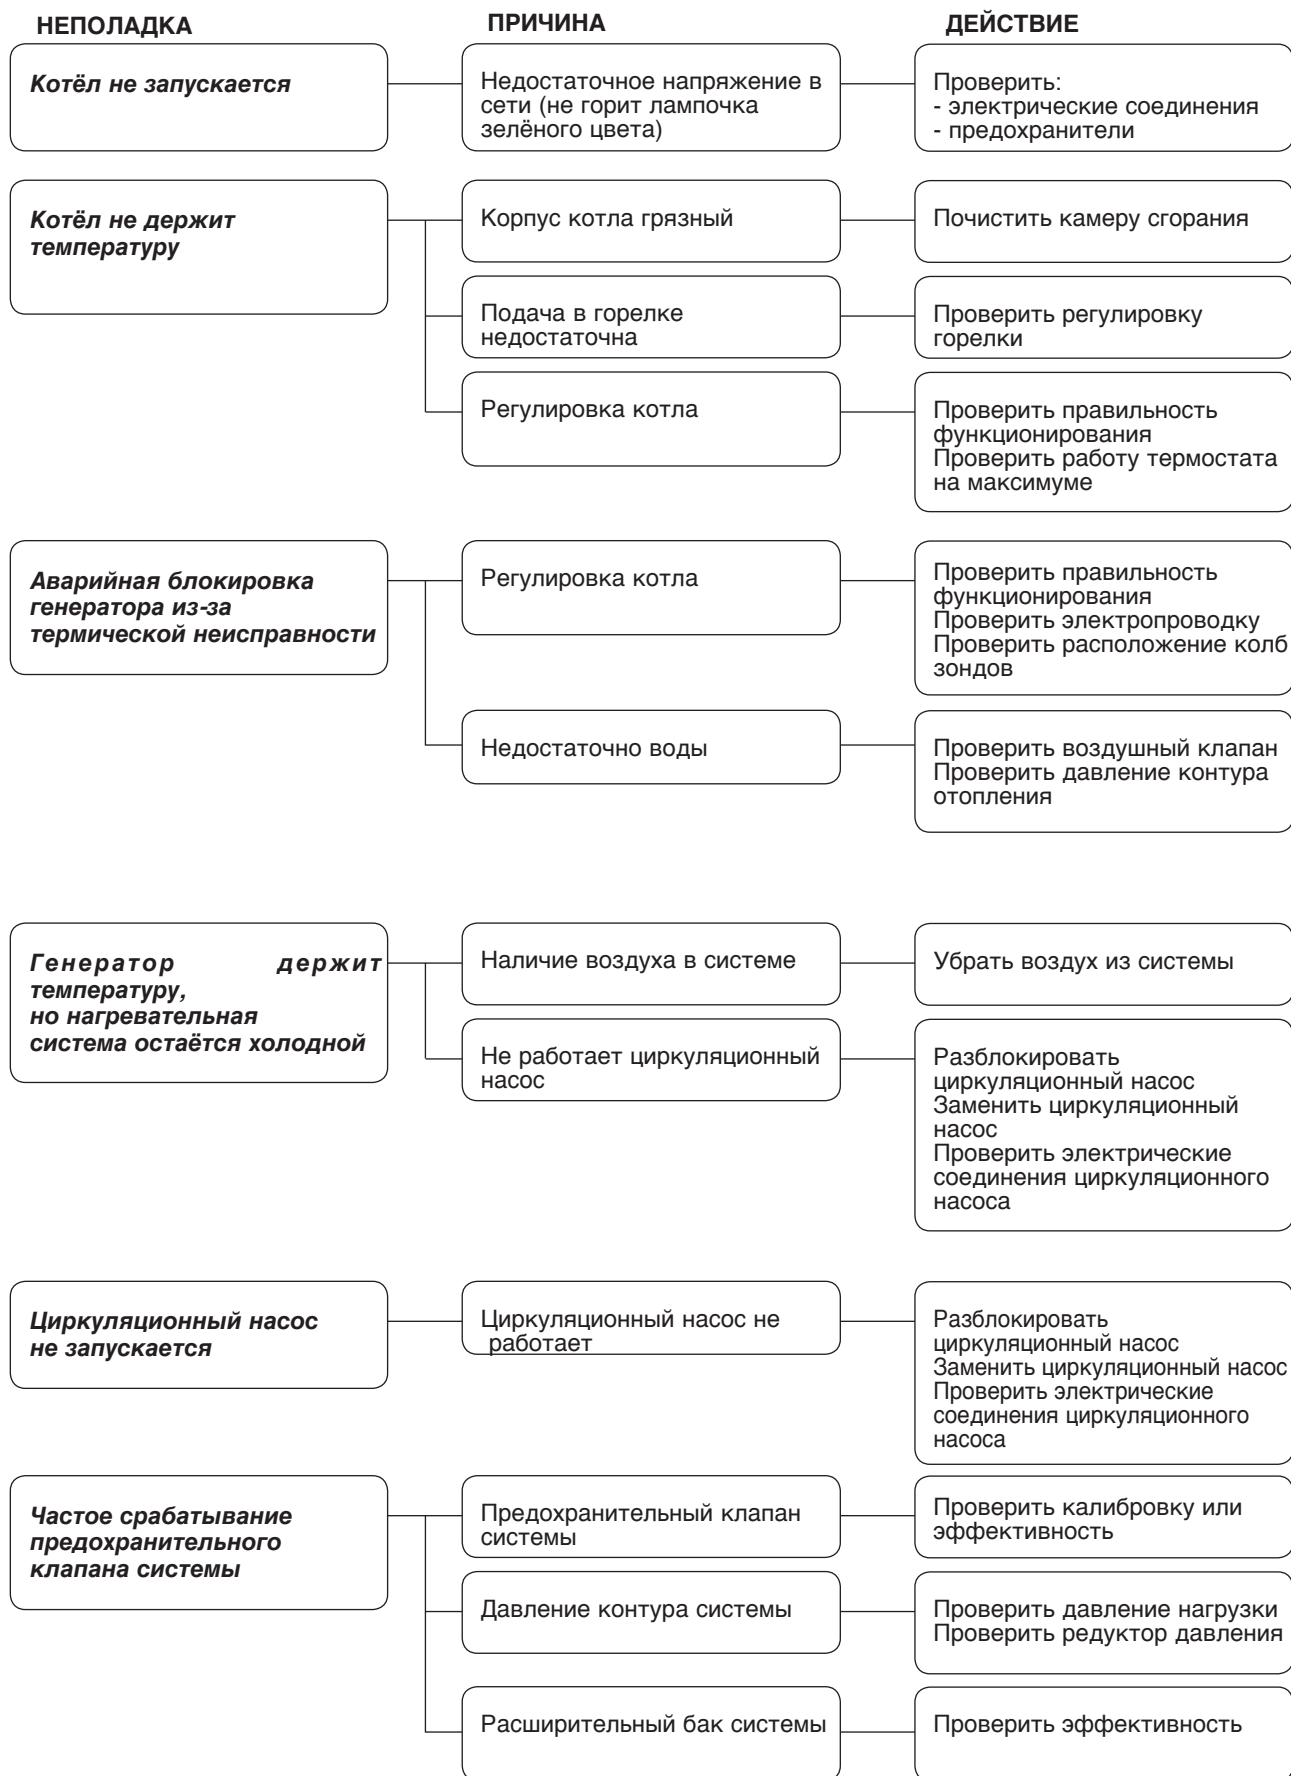 НЕПОЛАДКА
ПРИЧИНА
ДЕЙСТВИЕ
Котёл не запускается
Недостаточное напряжение в
сети (не горит лампочка
зелёного цвета)
Проверить:
- электрические соединения
- предохранители
Котёл не держит
температуру
Корпус котла грязный
Почистить камеру сгорания
Подача в горелке
недостаточна
Проверить регулировку
горелки
Регулировка котла
Проверить правильность
функционирования
Проверить работу термостата
на максимуме
Аварийная блокировка
генератора из-за
термической неисправности
Регулировка котла
Проверить правильность
функционирования
Проверить электропроводку
Проверить расположение колб
зондов
Недостаточно воды
Проверить воздушный клапан
Проверить давление контура
отопления
Генератор держит
температуру,
но нагревательная
система остаётся холодной
Наличие воздуха в системе
Убрать воздух из системы
Не работает циркуляционный
насос
Разблокировать
циркуляционный насос
Заменить циркуляционный
насос
Проверить электрические
соединения циркуляционного
насоса
Циркуляционный насос
не запускается
Циркуляционный насос не
работает
Разблокировать
циркуляционный насос
Заменить циркуляционный насос
Проверить электрические
соединения циркуляционного
насоса
Частое срабатывание
предохранительного
клапана системы
Предохранительный клапан
системы
Проверить калибровку или
эффективность
Давление контура системы
Проверить давление нагрузки
Проверить редуктор давления
Расширительный бак системы
Проверить эффективность